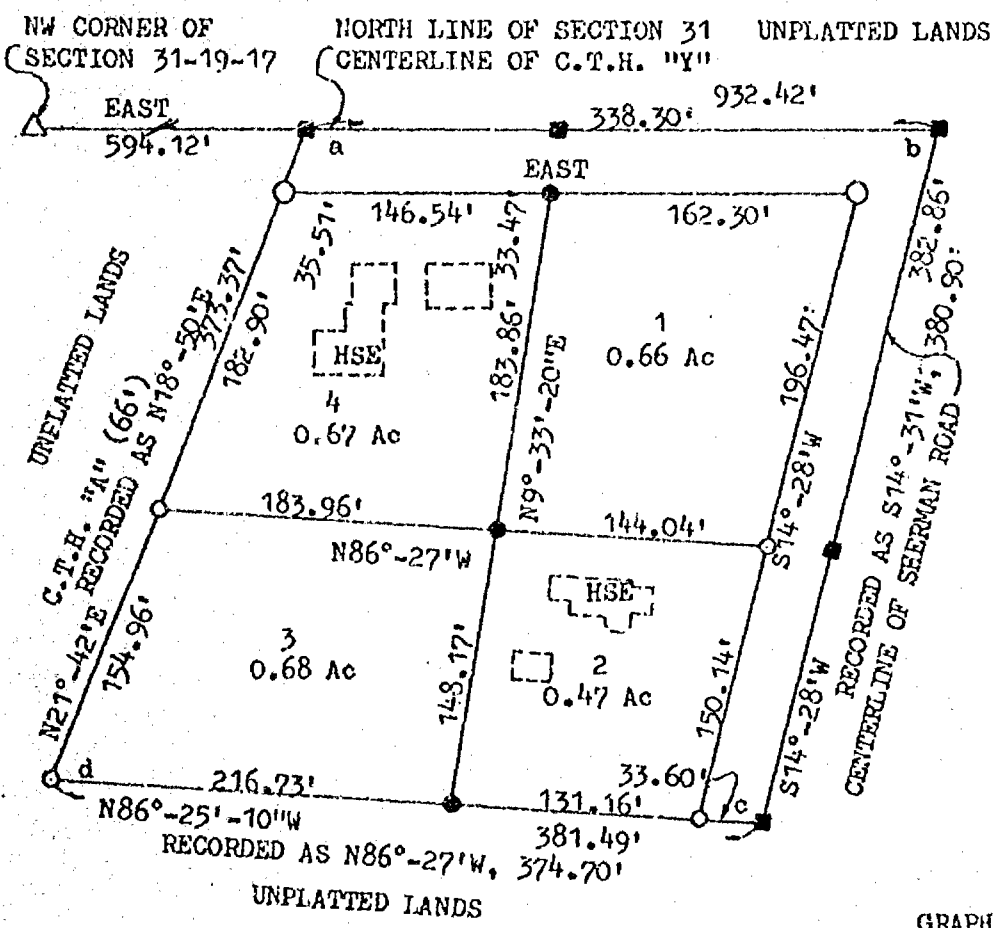 NW CORNER OF
SECTION 31-19-17
NORTH LINE OF SECTION 31
CENTERLINE OF C.T.H. "Y"
UNPLATTED LANDS
EAST
594.12'
338.30'
932.42'
a
b
EAST
146.54'
162.30'
35.57'
33.47'
382.86'
373.37'
182.90'
183.86'
196.47'
HSE
4
0.67 Ac
1
0.66 Ac
UNPLATTED LANDS
C.T.H. "A" (66')
RECORDED AS N18°-50'E
N21°-42'E
154.96'
183.96'
N86°-27'W
N9°-33'-20"E
144.04'
S14°-28'W
RECORDED AS S14°-31'W, 380.90'
CENTERLINE OF SHERMAN ROAD
S14°-28'W
HSE
3
0.68 Ac
2
0.47 Ac
148.17'
150.14'
d
216.73'
33.60'
c
131.16'
N86°-25'-10"W
381.49'
RECORDED AS N86°-27'W, 374.70'
UNPLATTED LANDS
GRAPH